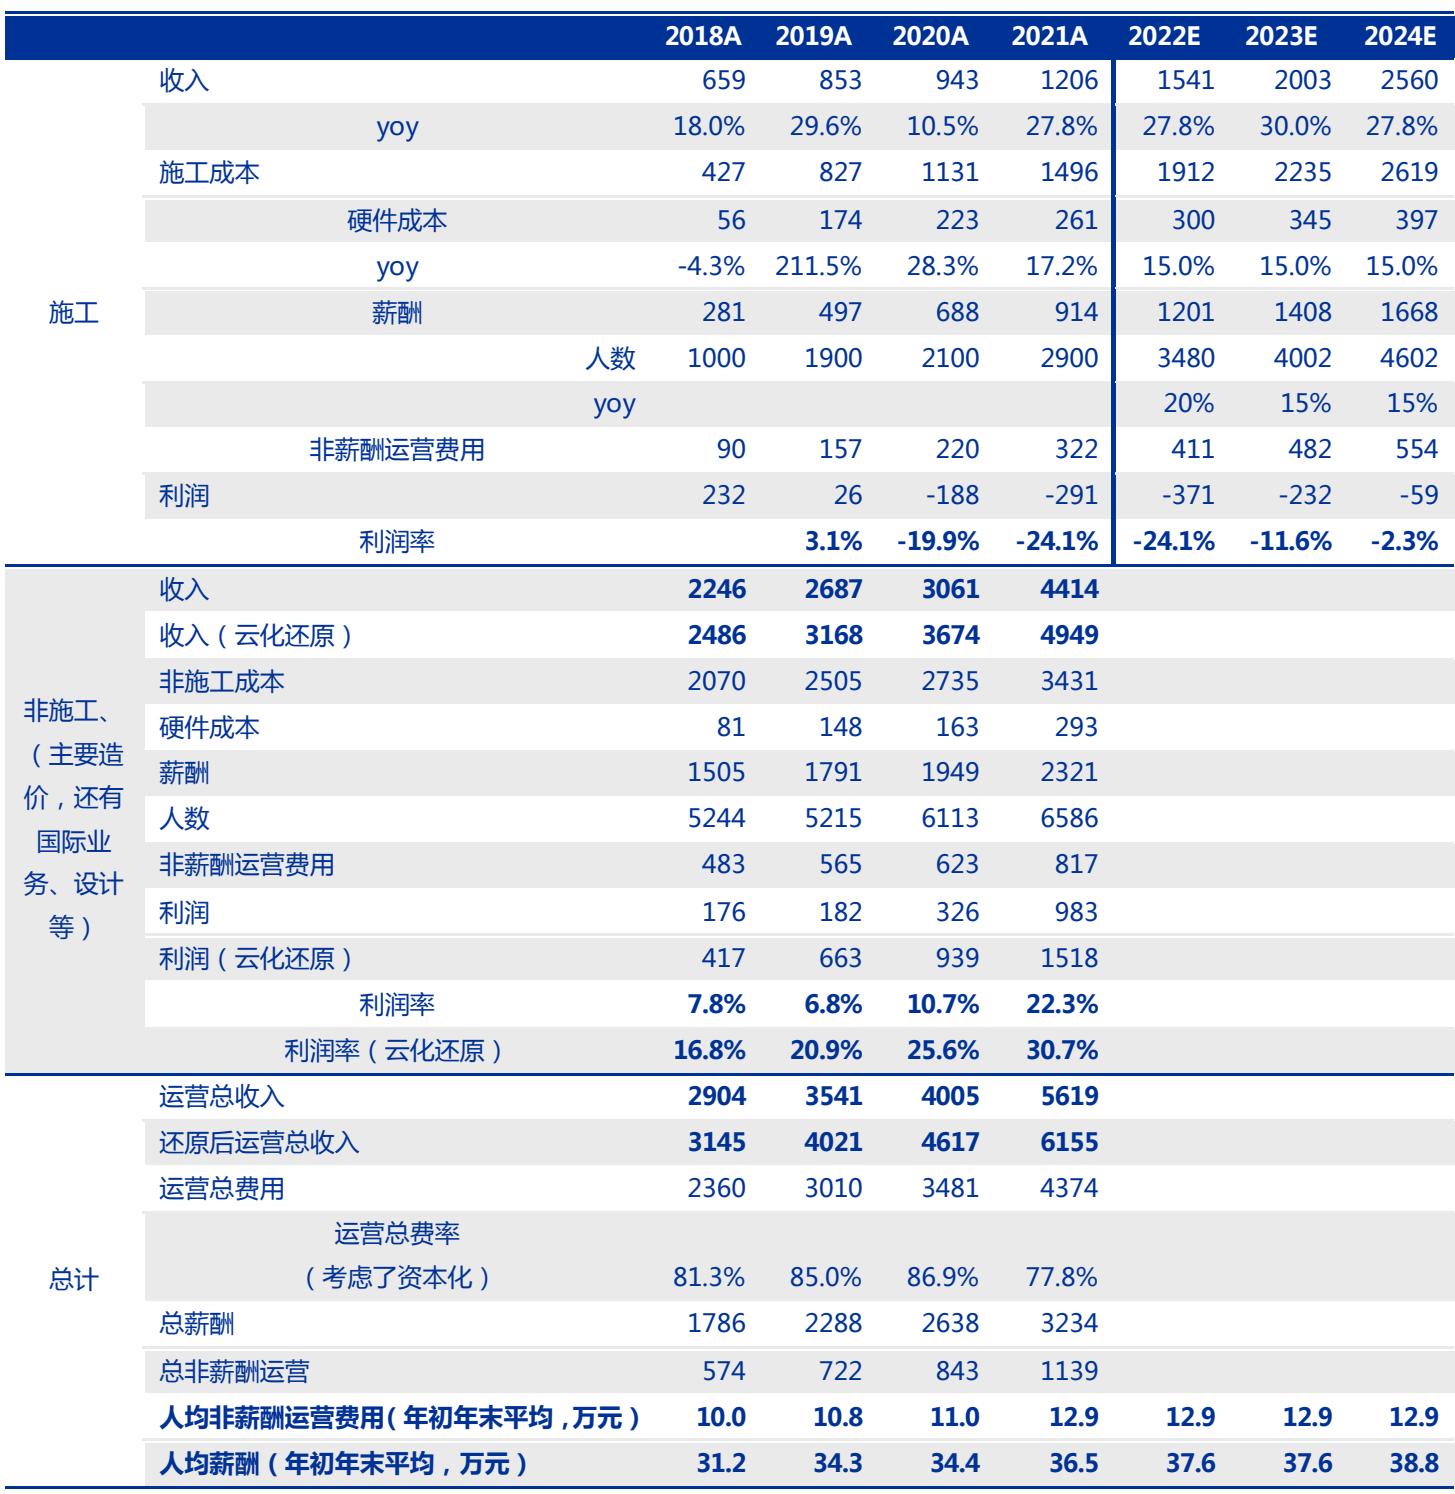 2018A 2019A 2020A 2021A 2022E 2023E 2024E
收入 659 853 943 1206 1541 2003 2560
yoy 18.0% 29.6% 10.5% 27.8% 27.8% 30.0% 27.8%
施工成本 427 827 1131 1496 1912 2235 2619
硬件成本 56 174 223 261 300 345 397
yoy -4.3% 211.5% 28.3% 17.2% 15.0% 15.0% 15.0%
施工 薪酬 281 497 688 914 1201 1408 1668
人数 1000 1900 2100 2900 3480 4002 4602
yoy 20% 15% 15%
非薪酬运营费用 90 157 220 322 411 482 554
利润 232 26 -188 -291 -371 -232 -59
利润率 3.1% -19.9% -24.1% -24.1% -11.6% -2.3%
非施工、
（主要造
价，还有
国际业
务、设计
等）
收入 2246 2687 3061 4414
收入（云化还原） 2486 3168 3674 4949
非施工成本 2070 2505 2735 3431
硬件成本 81 148 163 293
薪酬 1505 1791 1949 2321
人数 5244 5215 6113 6586
非薪酬运营费用 483 565 623 817
利润 176 182 326 983
利润（云化还原） 417 663 939 1518
利润率 7.8% 6.8% 10.7% 22.3%
利润率（云化还原） 16.8% 20.9% 25.6% 30.7%
总计
运营总收入 2904 3541 4005 5619
还原后运营总收入 3145 4021 4617 6155
运营总费用 2360 3010 3481 4374
运营总费率
（考虑了资本化） 81.3% 85.0% 86.9% 77.8%
总薪酬 1786 2288 2638 3234
总非薪酬运营 574 722 843 1139
人均非薪酬运营费用（年初年末平均，万元） 10.0 10.8 11.0 12.9 12.9 12.9 12.9
人均薪酬（年初年末平均，万元） 31.2 34.3 34.4 36.5 37.6 37.6 38.8